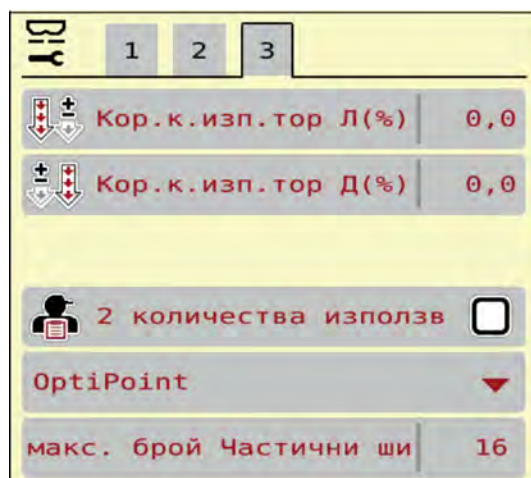 1 2 3
Кор.к.изп.тор Л(%) 0,0
Кор.к.изп.тор Д(%) 0,0
2 количества използв
OptiPoint
макс. брой Частични ши 16